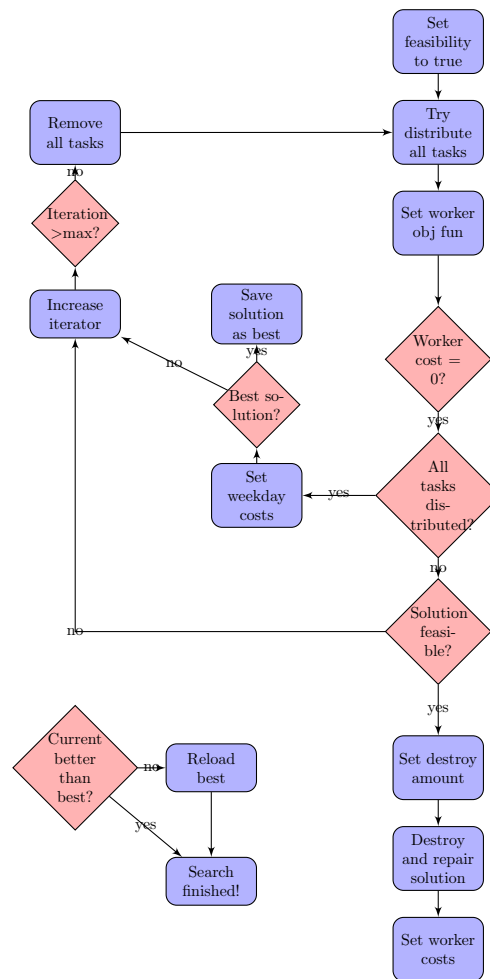 Set
feasibility
to true
Remove
all tasks
Try
distribute
all tasks
no
Iteration
>max?
Set worker
obj fun
Increase
iterator
Save
solution
as best
yes
no
Worker
cost =
0?
Best so-
lution?
yes
Set
weekday
costs
yes
All
tasks
dis-
tributed?
no
Solution
feasi-
ble?
no
yes
Current
better
than
best?
no
Reload
best
Set destroy
amount
yes
Search
finished!
Destroy
and repair
solution
Set worker
costs